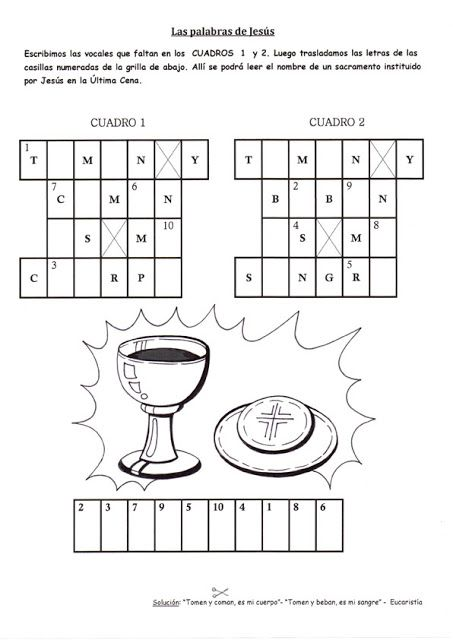 Las palabras de Jesús
Escribimos las vocales que faltan en los CUADROS 1 y 2. Luego trasladamos las letras de las
casillas numeradas de la grilla de abajo. Allí se podrá leer el nombre de un sacramento instituido
por Jesús en la Última Cena.
CUADRO 1
CUADRO 2
1 T M N Y
7 C M 6 N
S M 10
C 3 R P
T M N Y
B 2 B 9 N
4 S M 8
S N G 5 R
2 3 7 9 5 10 4 1 8 6
Solución: "Tomen y coman, es mi cuerpo"- "Tomen y beban, es mi sangre" - Eucaristía